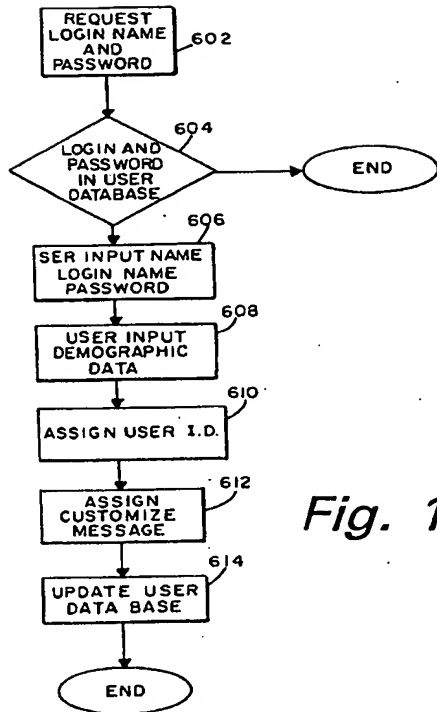 REQUEST
LOGIN NAME
AND
PASSWORD
602
604
LOGIN AND
PASSWORD
IN USER
DATABASE
END
606
SER INPUT NAME
LOGIN NAME
PASSWORD
608
USER INPUT
DEMOGRAPHIC
DATA
610
ASSIGN USER I.D.
612
ASSIGN
CUSTOMIZE
MESSAGE
Fig. 1
614
UPDATE USER
DATA BASE
END